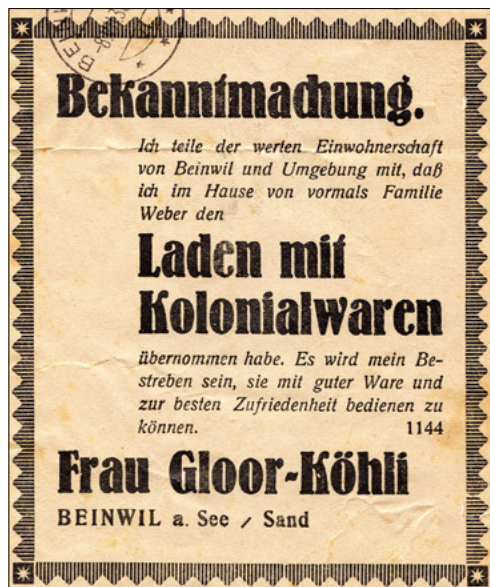 BEINW
Bekanntmachung.
Ich teile der werten Einwohnerschaft
von Beinwil und Umgebung mit, daß
ich im Hause von vormals Familie
Weber den
Laden mit
Kolonialwaren
übernommen habe. Es wird mein Be-
streben sein, sie mit guter Ware und
zur besten Zufriedenheit bedienen zu
können. 1144
Frau Gloor-Köhli
BEINWIL a. See / Sand